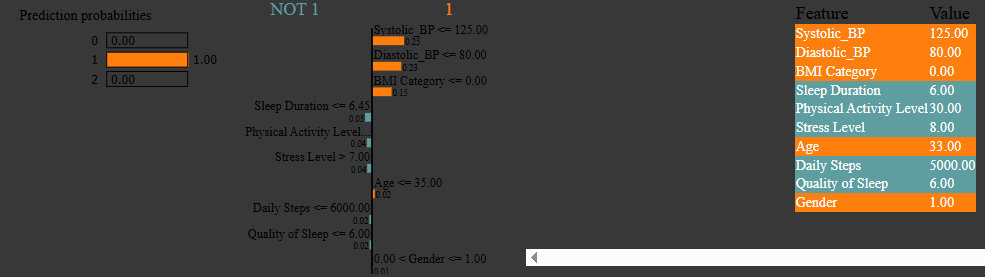 Prediction probabilities
0 0.00
1 1.00
2 0.00
NOT 1
1
Systolic_BP <= 125.00
0.25
Diastolic_BP <= 80.00
0.23
BMI Category <= 0.00
0.15
Sleep Duration <= 6.45
0.05
Physical Activity Level...
0.04
Stress Level > 7.00
0.04
Age <= 35.00
0.02
Daily Steps <= 6000.00
0.02
Quality of Sleep <= 6.00
0.02
0.00 < Gender <= 1.00
0.01
Feature Value
Systolic_BP 125.00
Diastolic_BP 80.00
BMI Category 0.00
Sleep Duration 6.00
Physical Activity Level 30.00
Stress Level 8.00
Age 33.00
Daily Steps 5000.00
Quality of Sleep 6.00
Gender 1.00